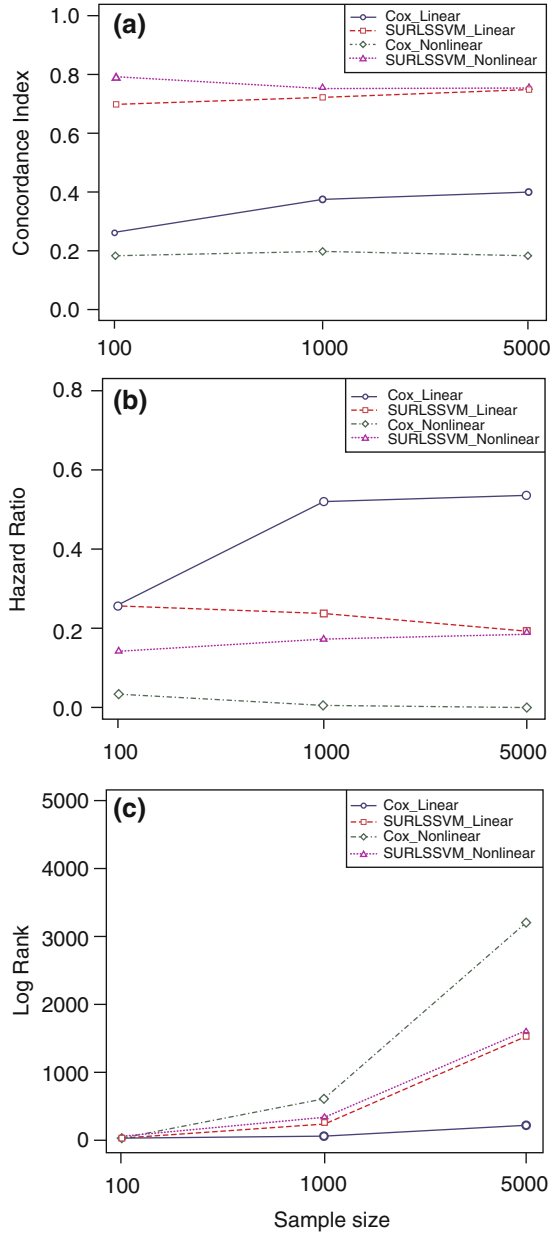 (a)
Cox_Linear
SURLSSVM_Linear
Cox_Nonlinear
SURLSSVM_Nonlinear
Concordance Index
1.0
0.8
0.6
0.4
0.2
0.0
100 1000 5000
(b)
Cox_Linear
SURLSSVM_Linear
Cox_Nonlinear
SURLSSVM_Nonlinear
Hazard Ratio
0.8
0.6
0.4
0.2
0.0
100 1000 5000
(c)
Cox_Linear
SURLSSVM_Linear
Cox_Nonlinear
SURLSSVM_Nonlinear
Log Rank
5000
4000
3000
2000
1000
0
100 1000 5000
Sample size